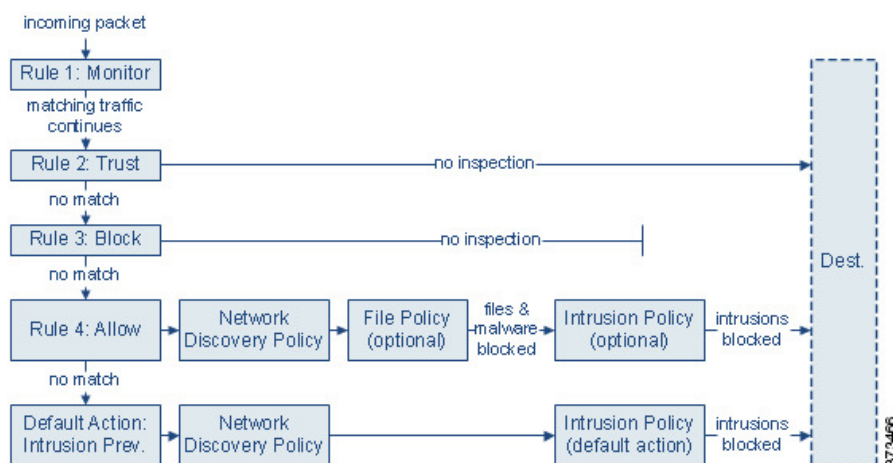 incoming packet
Rule 1: Monitor
matching traffic
continues
Rule 2: Trust
no inspection
no match
Rule 3: Block
no inspection
no match
Rule 4: Allow
Network
Discovery Policy
File Policy
(optional)
files &
malware
blocked
Intrusion Policy
(optional)
intrusions
blocked
Dest.
no match
Default Action:
Intrusion Prev.
Network
Discovery Policy
Intrusion Policy
(default action)
intrusions
blocked